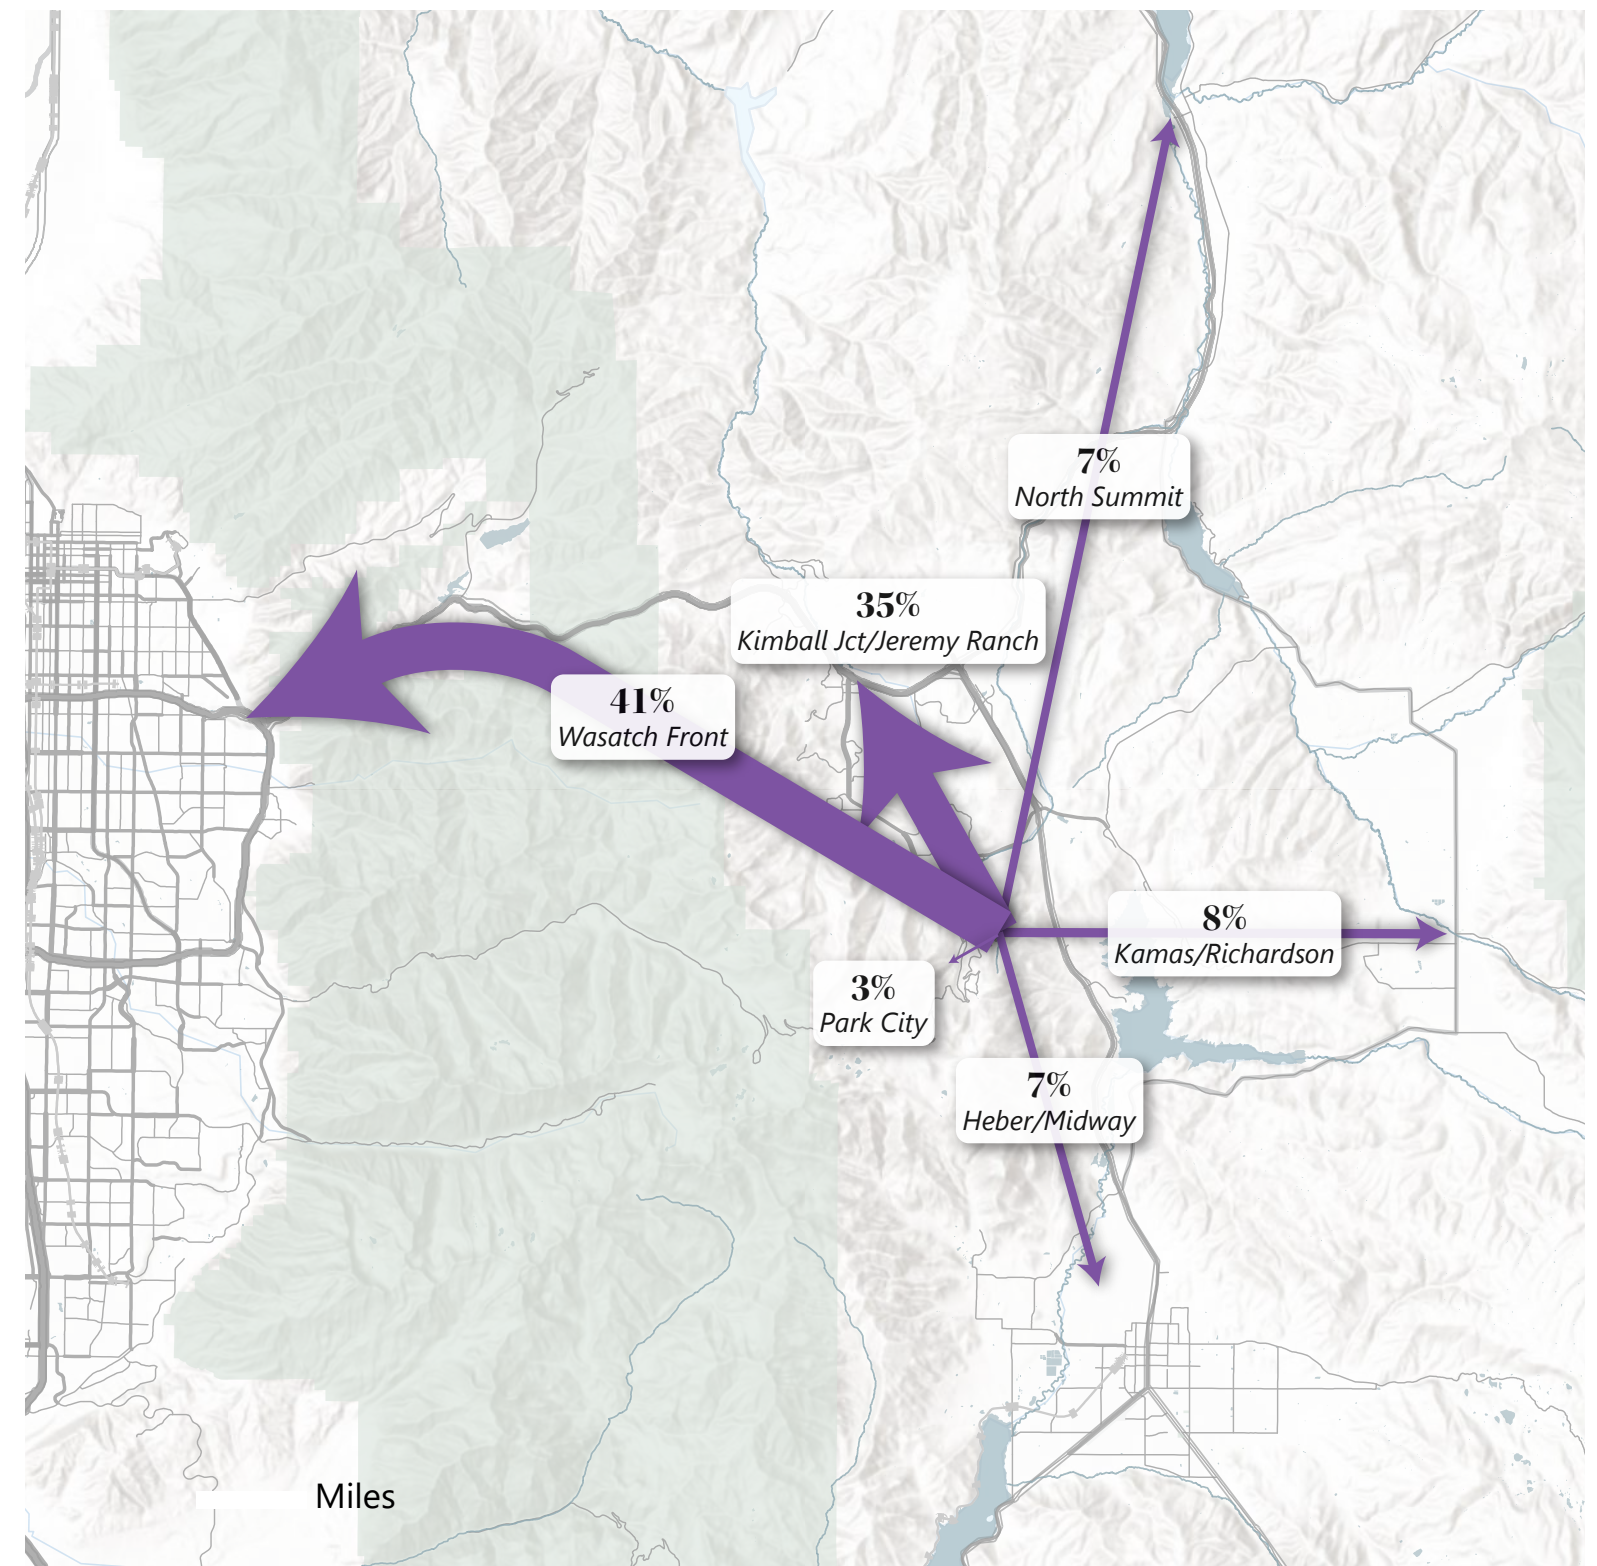 7%
North Summit
35%
Kimball Jct/Jeremy Ranch
41%
Wasatch Front
8%
Kamas/Richardson
3%
Park City
7%
Heber/Midway
Miles